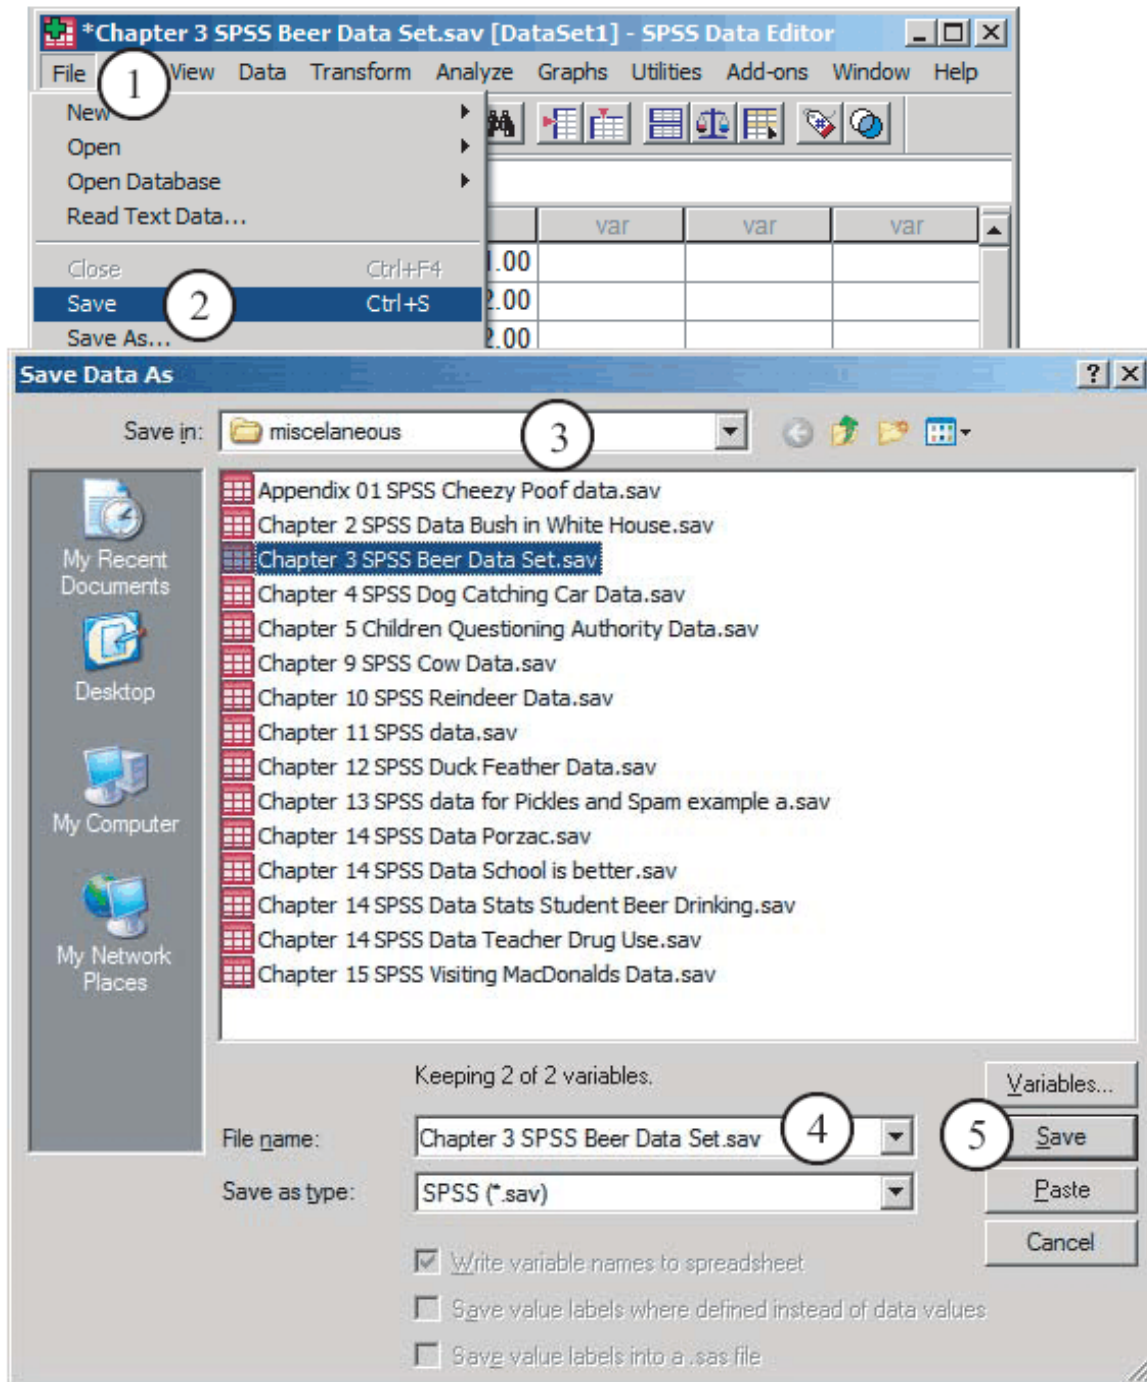 *Chapter 3 SPSS Beer Data Set.sav [DataSet1] - SPSS Data Editor
File 1 View Data Transform Analyze Graphs Utilities Add-ons Window Help
New
Open
Open Database
Read Text Data...
var var var
Close Ctrl+F4 1.00
Save 2 Ctrl+S 2.00
Save As... 2.00
Save Data As
Save in: miscelaneous 3
Appendix 01 SPSS Cheezy Poof data.sav
Chapter 2 SPSS Data Bush in White House.sav
Chapter 3 SPSS Beer Data Set.sav
Chapter 4 SPSS Dog Catching Car Data.sav
Chapter 5 Children Questioning Authority Data.sav
Chapter 9 SPSS Cow Data.sav
Chapter 10 SPSS Reindeer Data.sav
Chapter 11 SPSS data.sav
Chapter 12 SPSS Duck Feather Data.sav
Chapter 13 SPSS data for Pickles and Spam example a.sav
Chapter 14 SPSS Data Porzac.sav
Chapter 14 SPSS Data School is better.sav
Chapter 14 SPSS Data Stats Student Beer Drinking.sav
Chapter 14 SPSS Data Teacher Drug Use.sav
Chapter 15 SPSS Visiting MacDonalds Data.sav
My Recent
Documents
Desktop
My Computer
My Network
Places
Keeping 2 of 2 variables.
Variables...
File name: Chapter 3 SPSS Beer Data Set.sav 4
5 Save
Save as type: SPSS (*.sav)
Paste
Cancel
Write variable names to spreadsheet
Save value labels where defined instead of data values
Save value labels into a .sas file